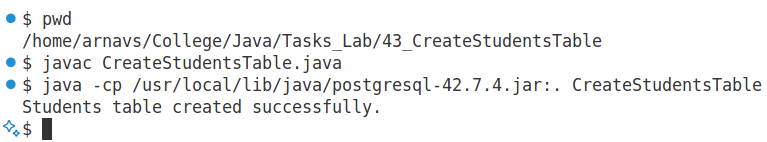 $ pwd
/home/arnavs/College/Java/Tasks_Lab/43_CreateStudentsTable
$ javac CreateStudentsTable.java
$ java -cp /usr/local/lib/java/postgresql-42.7.4.jar:. CreateStudentsTable
Students table created successfully.
$